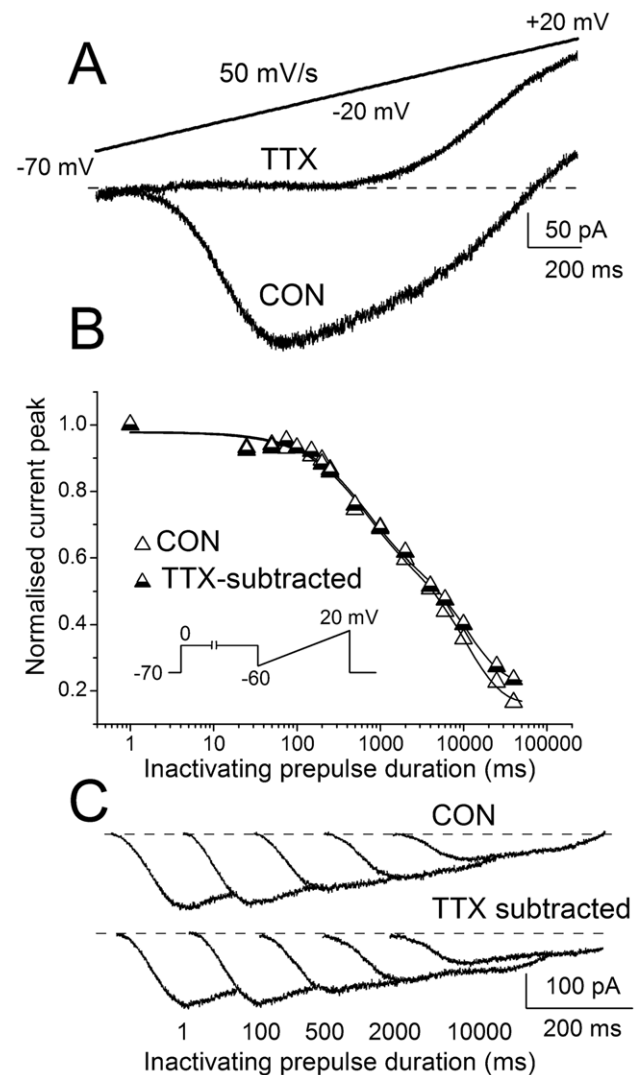 A
+20 mV
50 mV/s
-20 mV
-70 mV
TTX
50 pA
200 ms
CON
B
Normalised current peak
1.0
0.8
0.6
0.4
0.2
CON
TTX-subtracted
0
20 mV
-70
-60
1 10 100 1000 10000 100000
Inactivating prepulse duration (ms)
C
CON
TTX subtracted
100 pA
200 ms
1 100 500 2000 10000
Inactivating prepulse duration (ms)